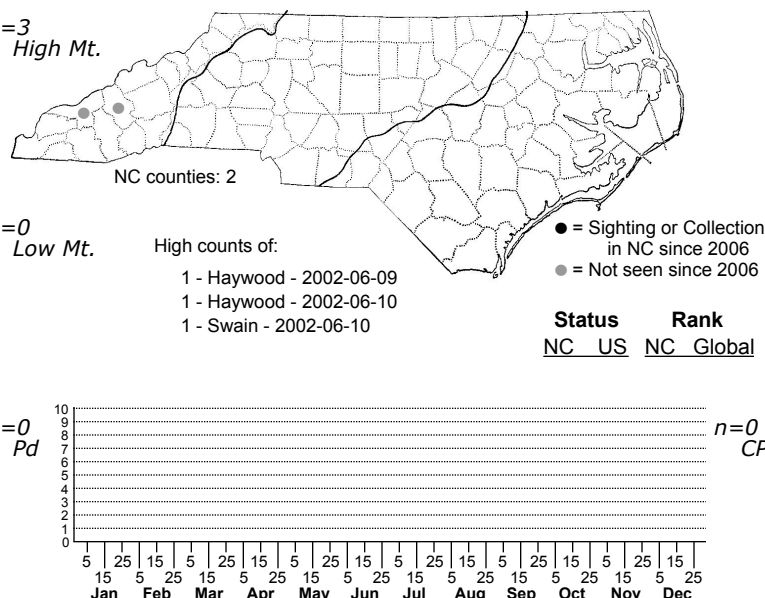 =3
High Mt.
NC counties: 2
=0
Low Mt.
High counts of:
1 - Haywood - 2002-06-09
1 - Haywood - 2002-06-10
1 - Swain - 2002-06-10
● = Sighting or Collection
in NC since 2006
● = Not seen since 2006
Status Rank
NC US NC Global
=0
Pd
10
9
8
7
6
5
4
3
2
1
0
n=0
CP
5 25 15 5 25 15 5 25 15 5 25 15 5 25 15 5 25 15
15 5 25 15 5 25 15 5 25 15 5 25 15 5 25 15 5 25
Jan Feb Mar Apr May Jun Jul Aug Sep Oct Nov Dec